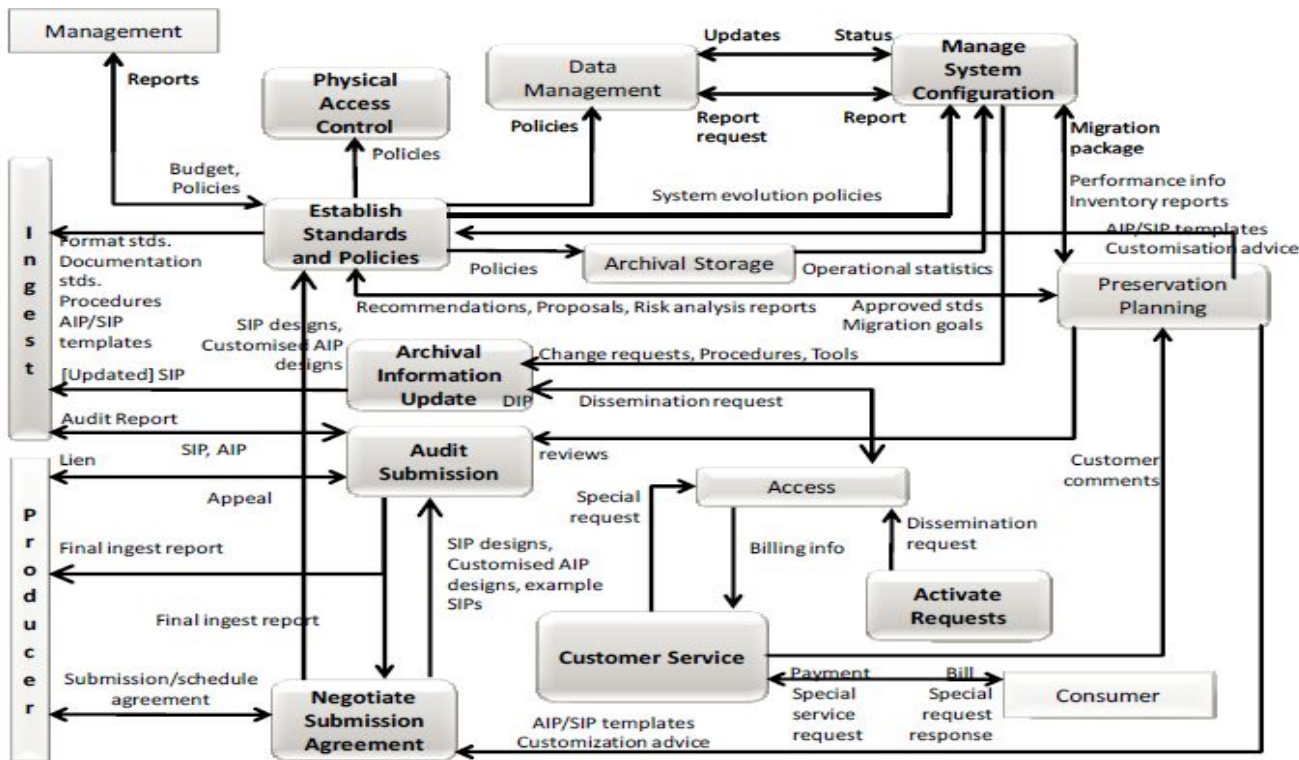 Management
Reports
Physical
Access
Control
Policies
Budget,
Policies
Data
Management
Policies
Updates
Status
Report
request
Report
Manage
System
Configuration
Migration
package
Performance info
Inventory reports
System evolution policies
AIP/SIP templates
Customisation advice
Ingest
Format stds.
Documentation
stds.
Procedures
AIP/SIP
templates
Establish
Standards
and Policies
Policies
Archival Storage
Operational statistics
Preservation
Planning
Recommendations, Proposals, Risk analysis reports
Approved stds
Migration goals
SIP designs,
Customised AIP
designs
[Updated] SIP
Archival
Information
Update
Change requests, Procedures, Tools
DIP
Dissemination request
Audit Report
SIP, AIP
Audit
Submission
reviews
Lien
Appeal
Producer
Access
Special
request
Billing info
Dissemination
request
Customer
comments
Final ingest report
Final ingest report
SIP designs,
Customised AIP
designs, example
SIPs
Activate
Requests
Customer Service
Payment
Special
service
request
Bill
Special
request
response
Consumer
Submission/schedule
agreement
Negotiate
Submission
Agreement
AIP/SIP templates
Customization advice